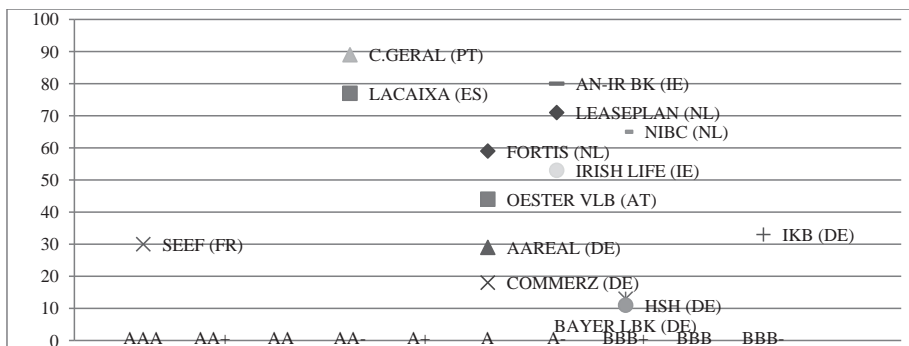 100
90
C.GERAL (PT)
80
AN-IR BK (IE)
LACAIXA (ES)
70
LEASEPLAN (NL)
NIBC (NL)
60
FORTIS (NL)
50
IRISH LIFE (IE)
40
OESTER VLB (AT)
30
SEEF (FR)
IKB (DE)
AAREAL (DE)
20
COMMERZ (DE)
10
HSH (DE)
BAYER LBK (DE)
0
AAA AA+ AA AA- A+ A A- BBB+ BBB BBB-